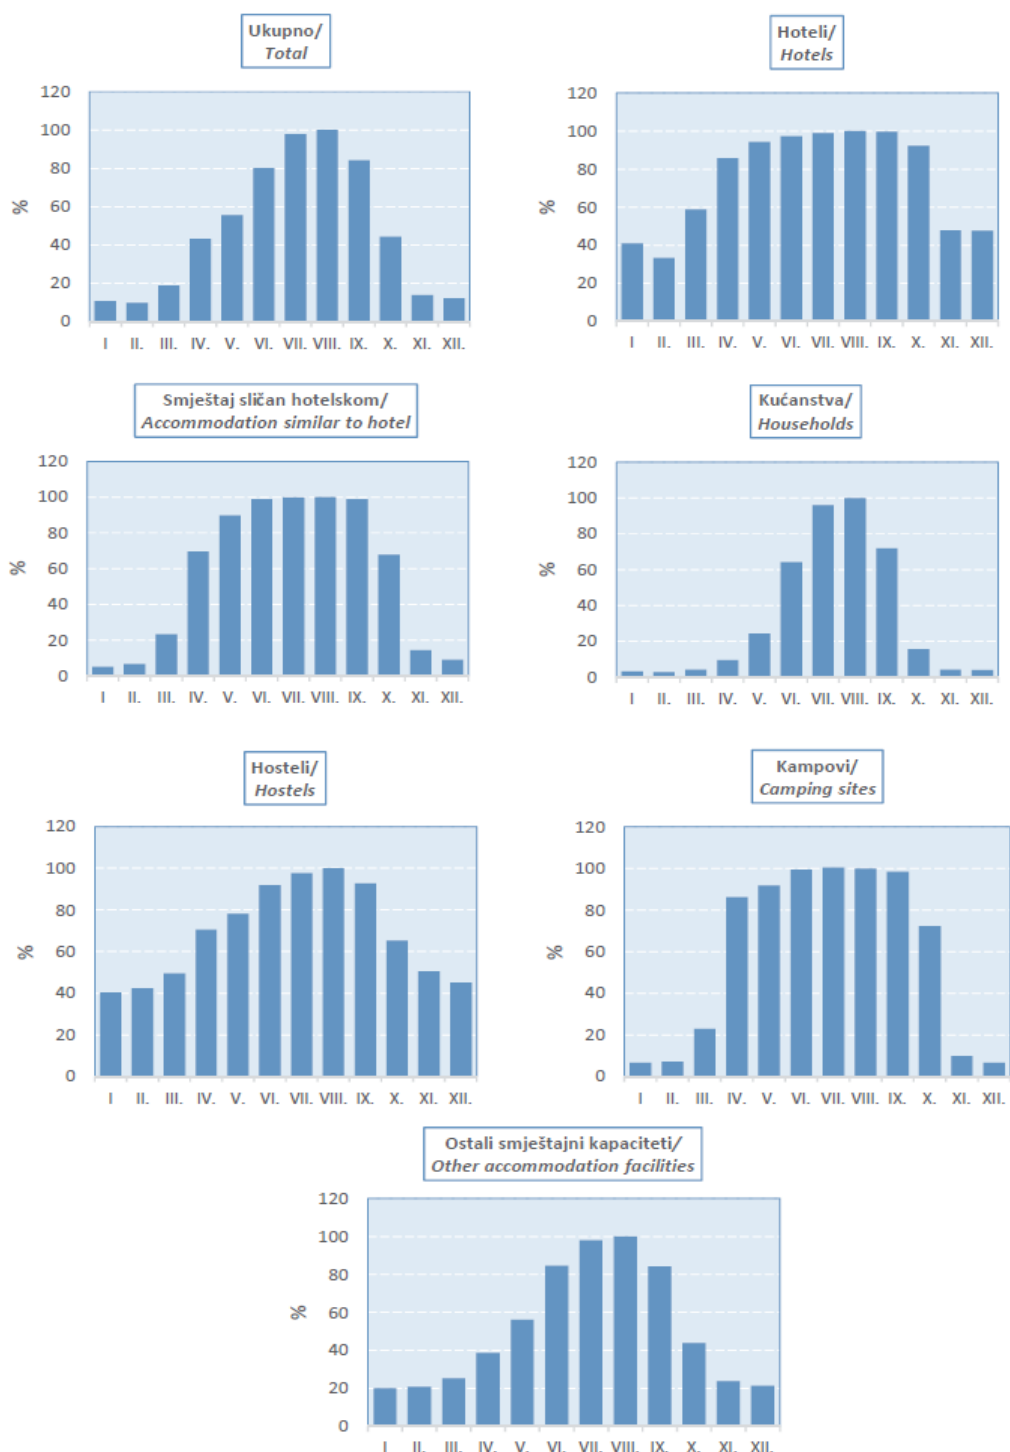 Ukupno/
Total
120
100
80
60
40
20
0
%
I II. III. IV. V. VI. VII. VIII. IX. X. XI. XII.
Hoteli/
Hotels
120
100
80
60
40
20
0
%
I II. III. IV. V. VI. VII. VIII. IX. X. XI. XII.
Smještaj sličan hotelskom/
Accommodation similar to hotel
120
100
80
60
40
20
0
%
I II. III. IV. V. VI. VII. VIII. IX. X. XI. XII.
Kućanstva/
Households
120
100
80
60
40
20
0
%
I II. III. IV. V. VI. VII. VIII. IX. X. XI. XII.
Hosteli/
Hostels
120
100
80
60
40
20
0
%
I II. III. IV. V. VI. VII. VIII. IX. X. XI. XII.
Kampovi/
Camping sites
120
100
80
60
40
20
0
%
I II. III. IV. V. VI. VII. VIII. IX. X. XI. XII.
Ostali smještajni kapaciteti/
Other accommodation facilities
120
100
80
60
40
20
0
%
I II. III. IV. V. VI. VII. VIII. IX. X. XI. XII.